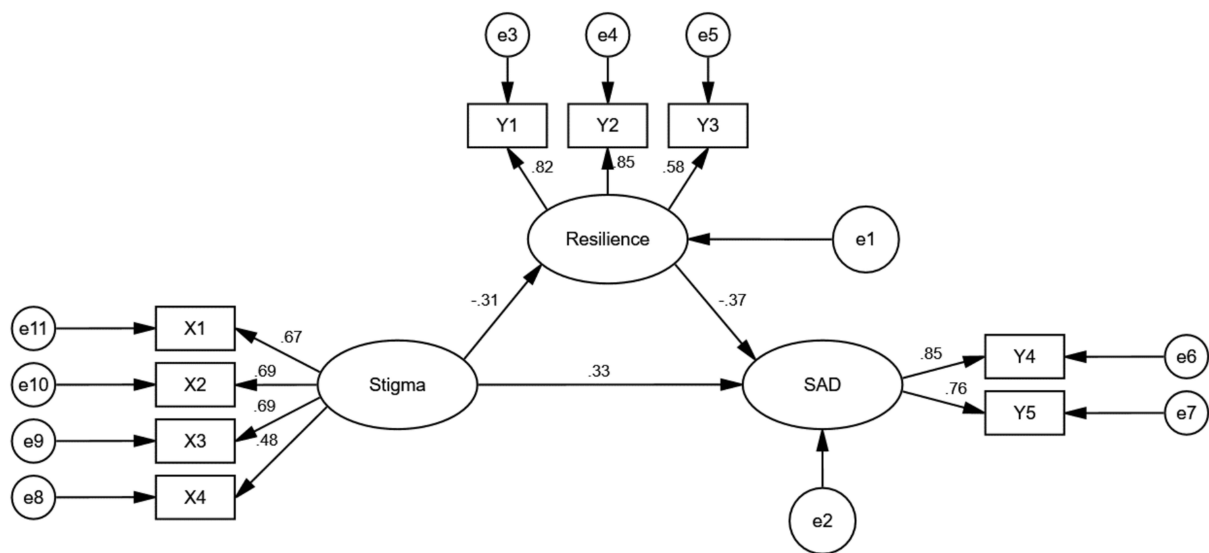 e3 e4 e5
Y1 Y2 Y3
.82 .85 .58
Resilience e1
-.31 -.37
e11 X1 .67
e10 X2 .69
Stigma .33 SAD
.85 Y4 e6
.76 Y5 e7
e9 X3 .69
e8 X4 .48
e2